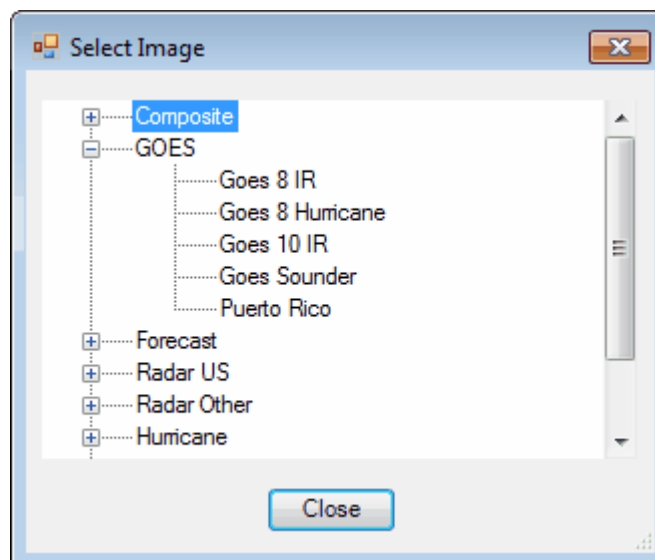 Select Image
Composite
GOES
Goes 8 IR
Goes 8 Hurricane
Goes 10 IR
Goes Sounder
Puerto Rico
Forecast
Radar US
Radar Other
Hurricane
Close